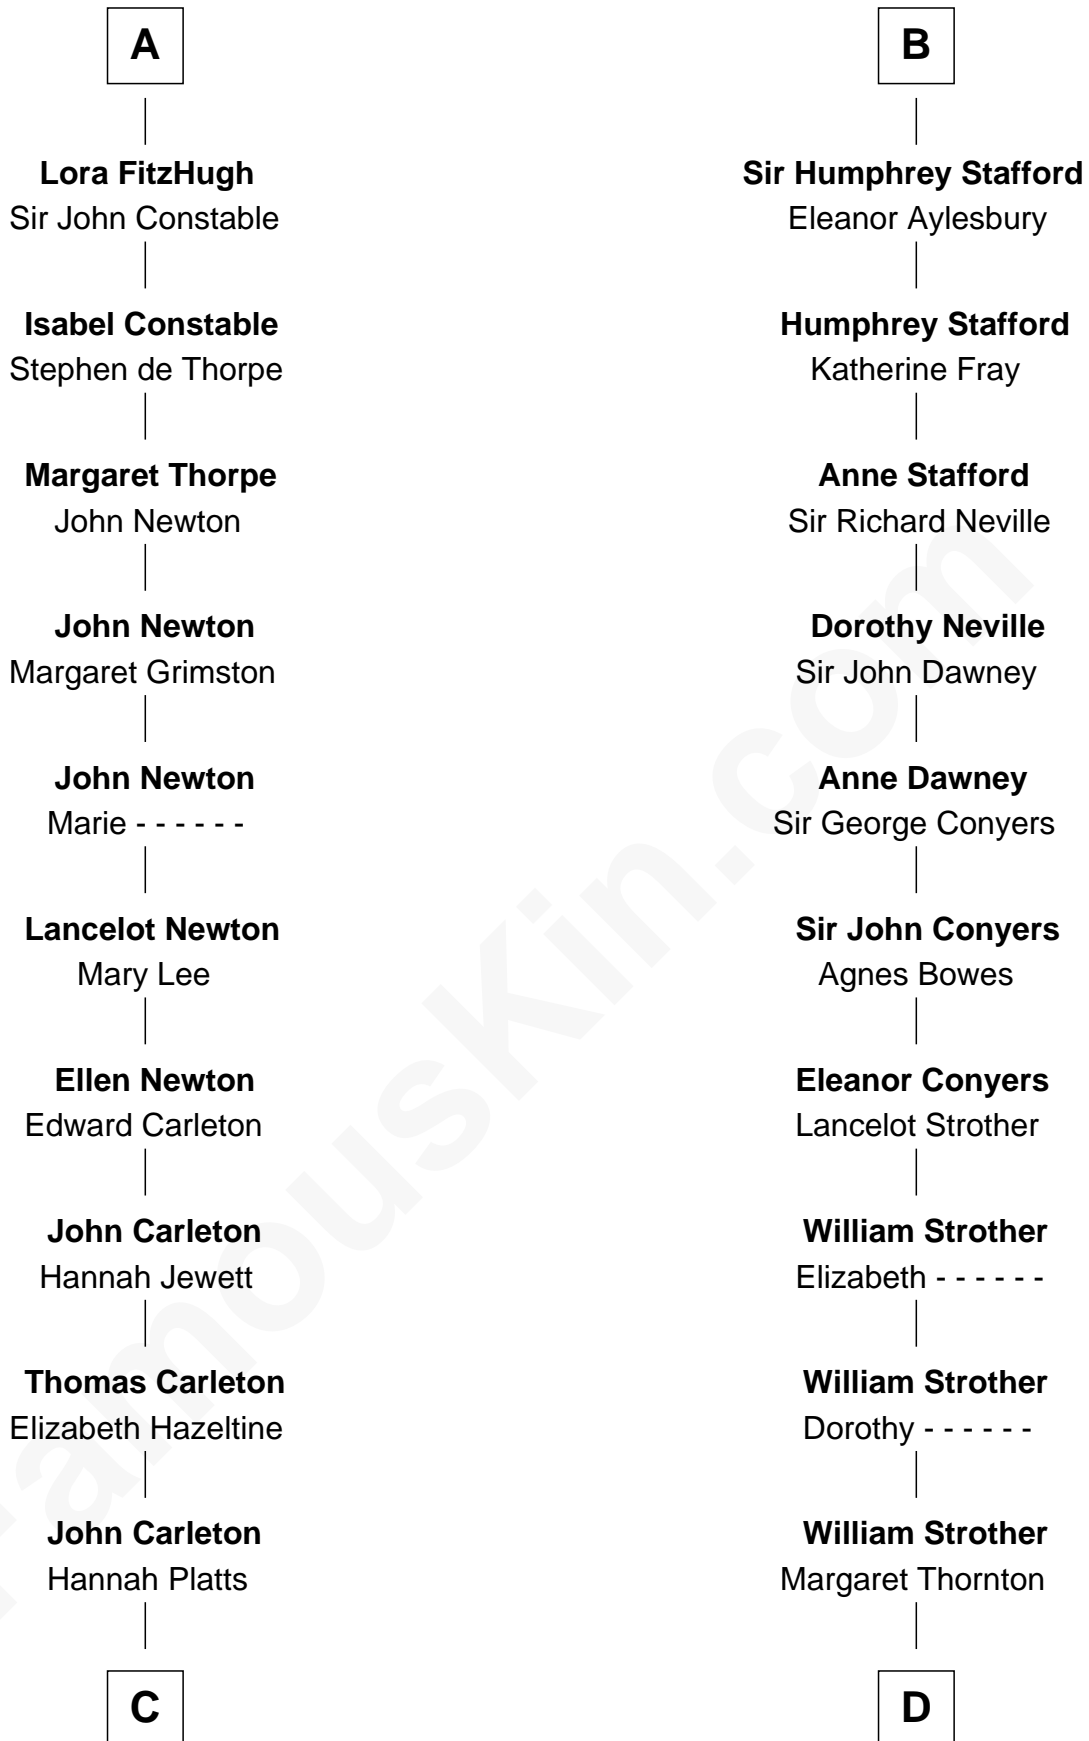 A
Lora FitzHugh
Sir John Constable
Isabel Constable
Stephen de Thorpe
Margaret Thorpe
John Newton
John Newton
Margaret Grimston
John Newton
Marie - - - - - -
Lancelot Newton
Mary Lee
Ellen Newton
Edward Carleton
John Carleton
Hannah Jewett
Thomas Carleton
Elizabeth Hazeltine
John Carleton
Hannah Platts
C
B
Sir Humphrey Stafford
Eleanor Aylesbury
Humphrey Stafford
Katherine Fray
Anne Stafford
Sir Richard Neville
Dorothy Neville
Sir John Dawney
Anne Dawney
Sir George Conyers
Sir John Conyers
Agnes Bowes
Eleanor Conyers
Lancelot Strother
William Strother
Elizabeth - - - - - -
William Strother
Dorothy - - - - - -
William Strother
Margaret Thornton
D
FamousKin.com